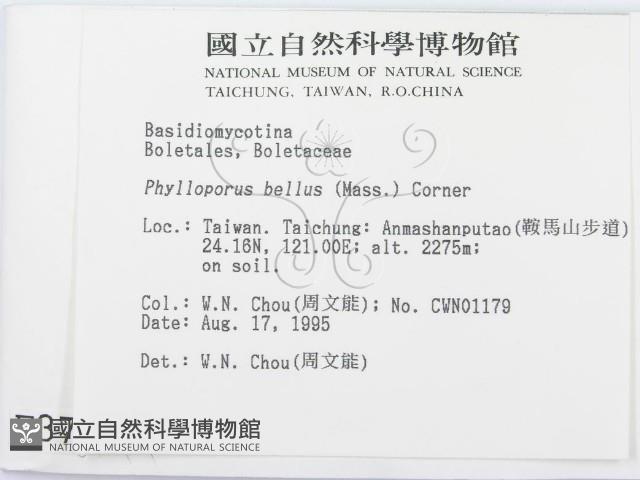 國立自然科學博物館
NATIONAL MUSEUM OF NATURAL SCIENCE
TAICHUNG, TAIWAN, R.O.CHINA
Basidiomycotina
Boletales, Boletaceae
Phylloporus bellus (Mass.) Corner
Loc.: Taiwan. Taichung: Anmashanputao(鞍馬山步道)
24.16N, 121.00E; alt. 2275m;
on soil.
Col.: W.N. Chou(周文能); No. CWN01179
Date: Aug. 17, 1995
Det.: W.N. Chou(周文能)
國立自然科學博物館
NATIONAL MUSEUM OF NATURAL SCIENCE